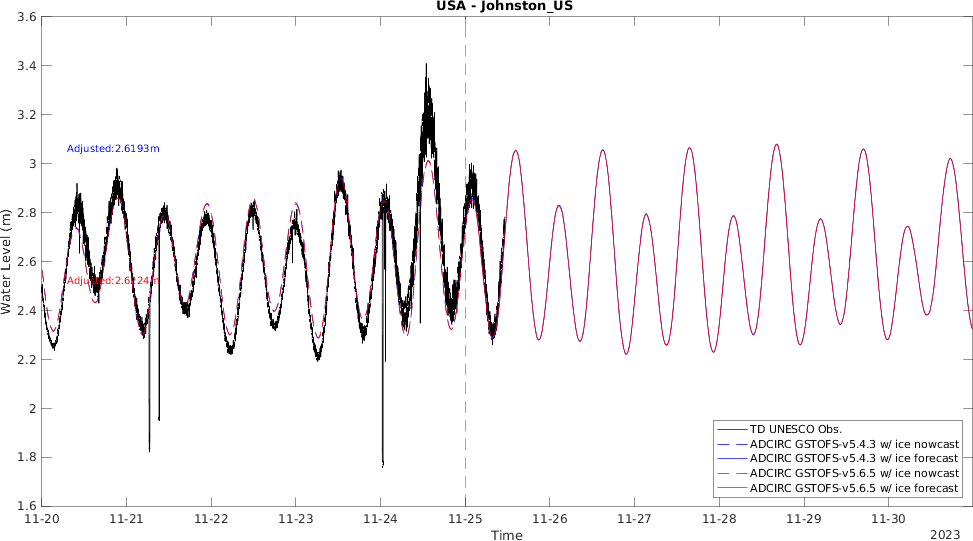 USA - Johnston_US
3.6
3.4
3.2
3
2.8
2.6
2.4
2.2
2
1.8
1.6
Water Level (m)
Adjusted:2.6193m
Adjusted:2.6224m
TD UNESCO Obs.
ADCIRC GSTOFS-v5.4.3 w/ ice nowcast
ADCIRC GSTOFS-v5.4.3 w/ ice forecast
ADCIRC GSTOFS-v5.6.5 w/ ice nowcast
ADCIRC GSTOFS-v5.6.5 w/ ice forecast
11-20 11-21 11-22 11-23 11-24 11-25 11-26 11-27 11-28 11-29 11-30
Time
2023